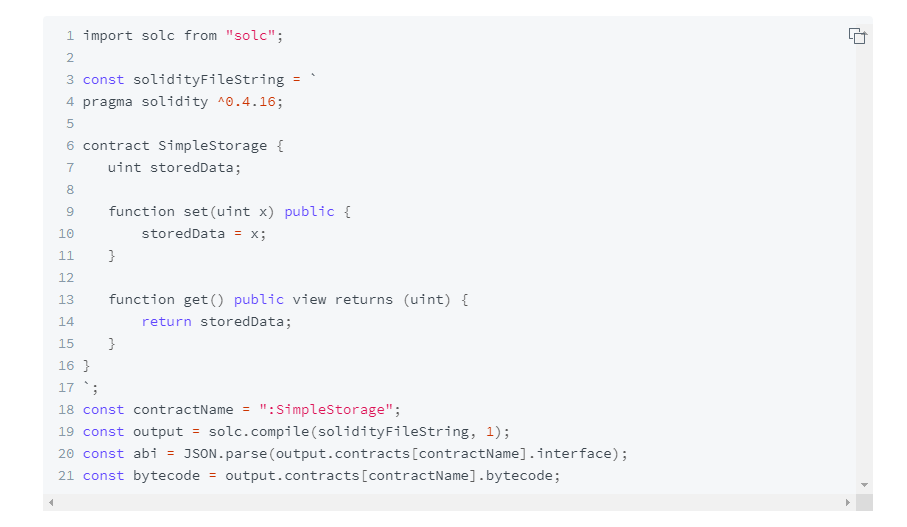 1 import solc from "solc";
2
3 const solidityFileString = `
4 pragma solidity ^0.4.16;
5
6 contract SimpleStorage {
7    uint storedData;
8
9    function set(uint x) public {
10        storedData = x;
11    }
12
13    function get() public view returns (uint) {
14        return storedData;
15    }
16 }
17 `;
18 const contractName = ":SimpleStorage";
19 const output = solc.compile(solidityFileString, 1);
20 const abi = JSON.parse(output.contracts[contractName].interface);
21 const bytecode = output.contracts[contractName].bytecode;